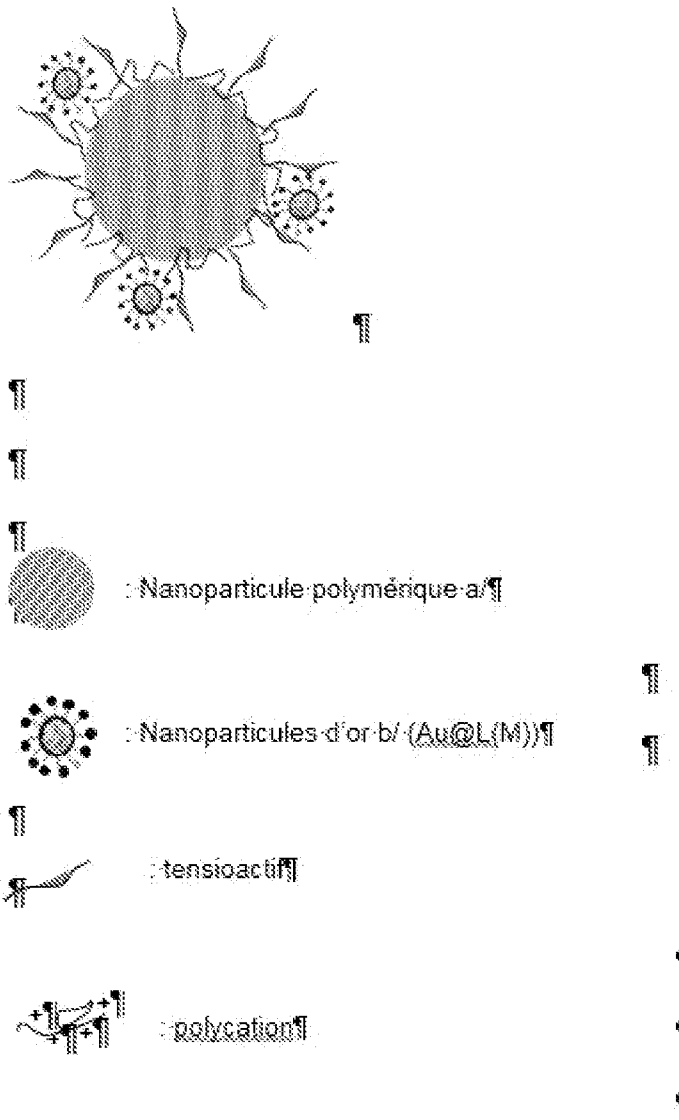 ¶
¶
¶
¶
: Nanoparticule polymérique a/¶
¶
: Nanoparticules d'or b/ (Au@L(M))¶
¶
¶
: tensioactif¶
¶
+¶ +¶ +¶ +¶
: polycation¶